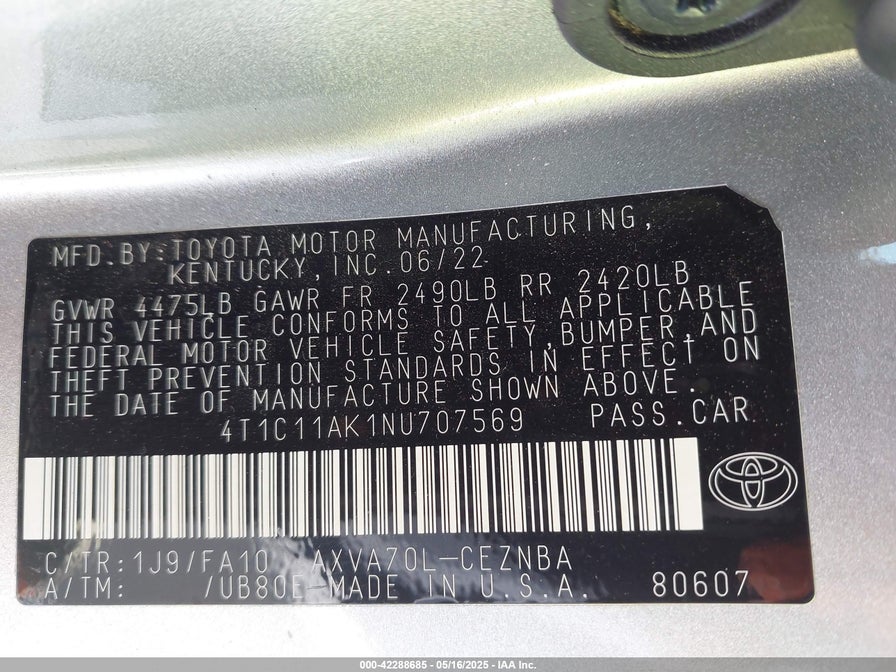 MFD.BY:TOYOTA MOTOR MANUFACTURING,
KENTUCKY,INC.06/22
GVWR 4475LB GAWR FR 2490LB RR 2420LB
THIS VEHICLE CONFORMS TO ALL APPLICABLE
FEDERAL MOTOR VEHICLE SAFETY,BUMPER,AND
THEFT PREVENTION STANDARDS IN EFFECT ON
THE DATE OF MANUFACTURE SHOWN ABOVE.
4T1C11AK1NU707569 PASS.CAR
C/TR:1J9/FA10 AXVA70L-CEZNBA
A/TM: /UB80E MADE IN U.S.A. 80607
000-42288685 - 05/16/2025 - IAA Inc.